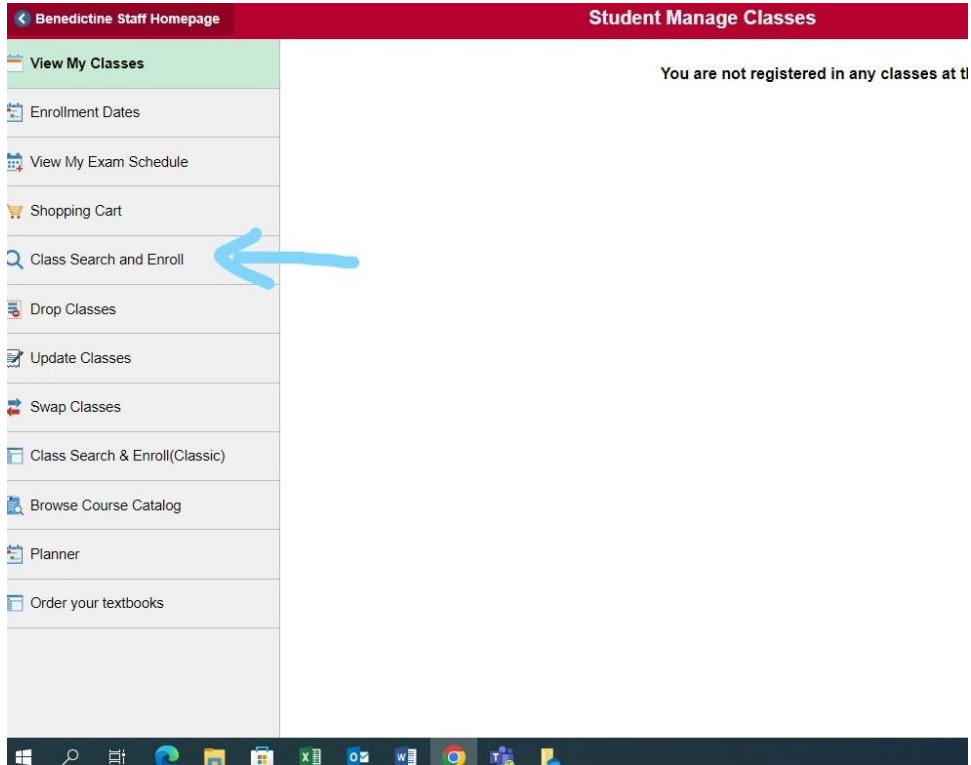 Benedictine Staff Homepage
Student Manage Classes
View My Classes
You are not registered in any classes at
Enrollment Dates
View My Exam Schedule
Shopping Cart
Class Search and Enroll
Drop Classes
Update Classes
Swap Classes
Class Search & Enroll(Classic)
Browse Course Catalog
Planner
Order your textbooks